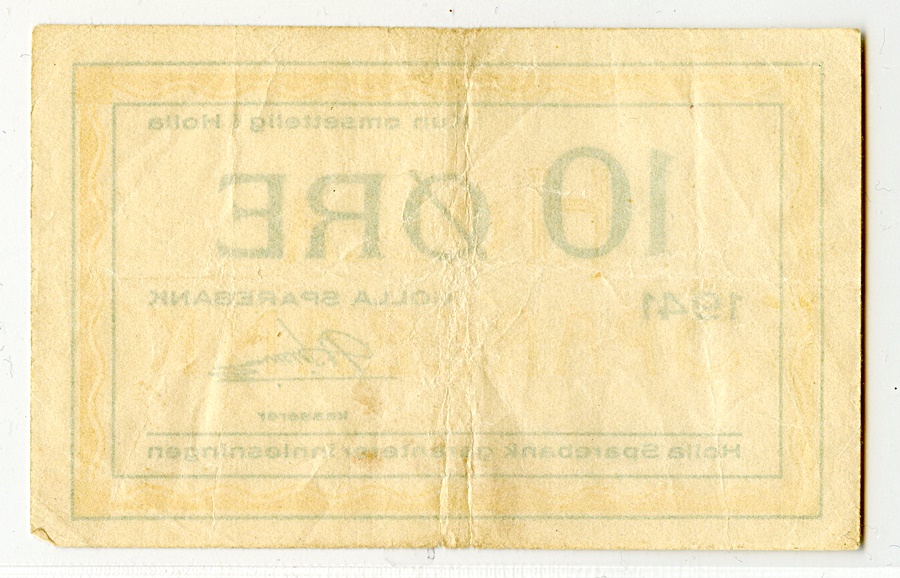 Kun omsettelig i Holla
10 ØRE
1941 HOLLA SPAREBANK
kasserer
Holla Sparebank garanterer innløsningen